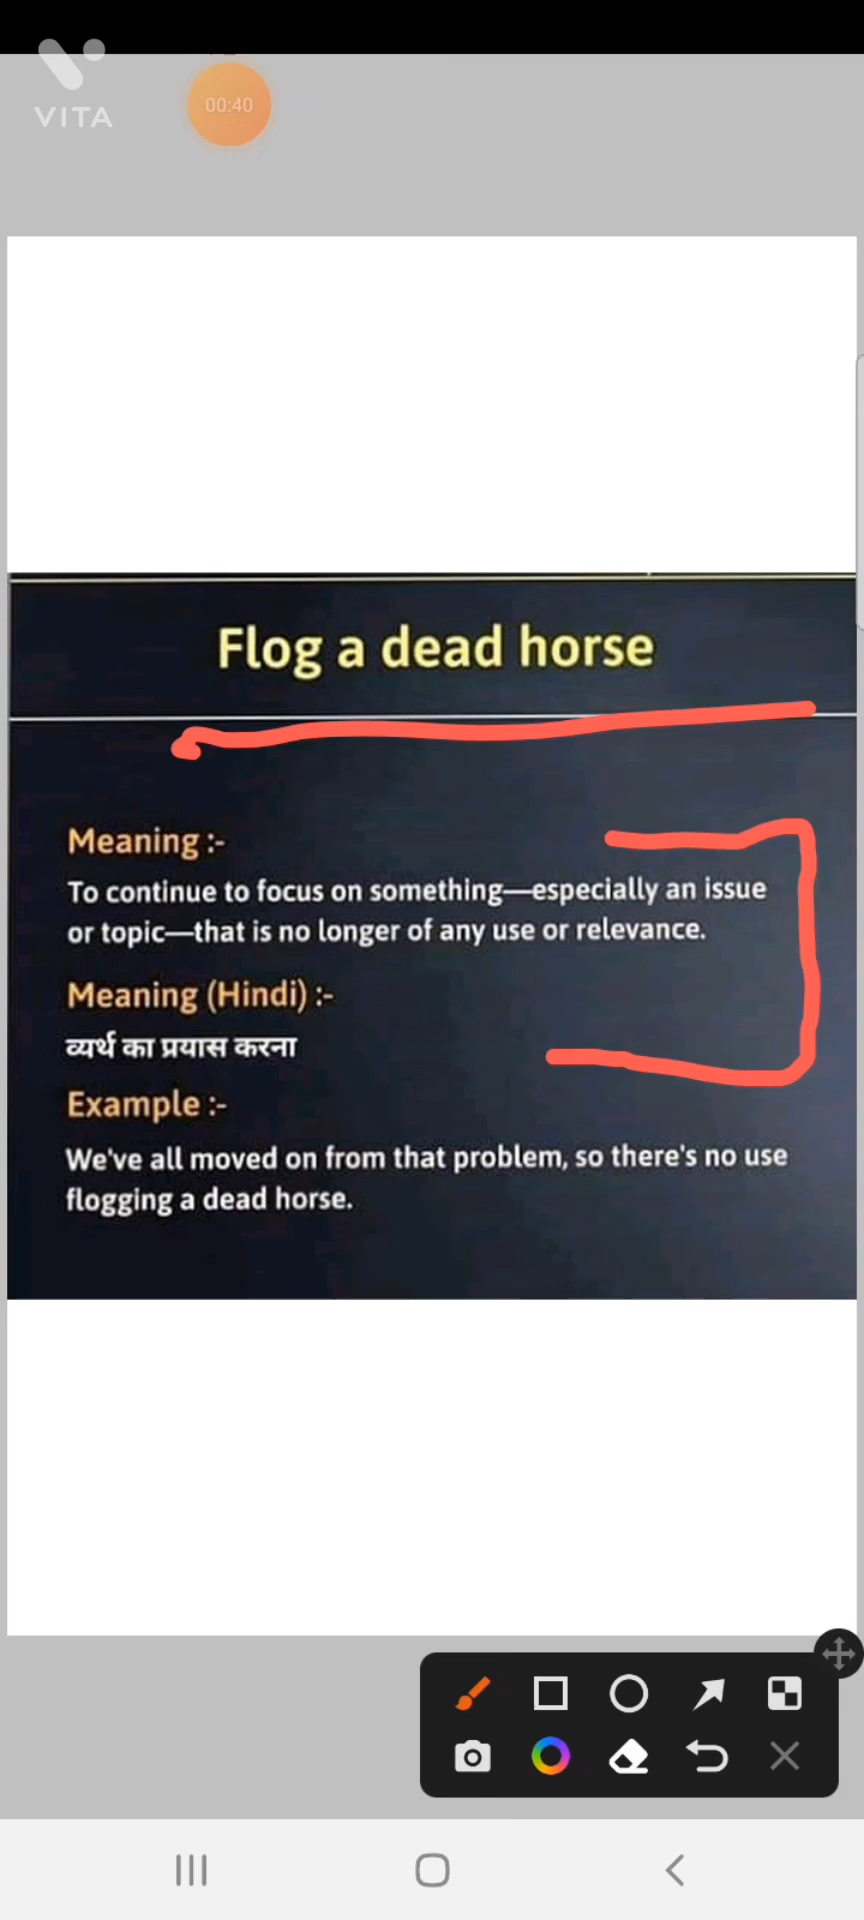 VITA
00:40
Flog a dead horse
Meaning :-
To continue to focus on something—especially an issue
or topic—that is no longer of any use or relevance.
Meaning (Hindi) :-
व्यर्थ का प्रयास करना
Example :-
We've all moved on from that problem, so there's no use
flogging a dead horse.